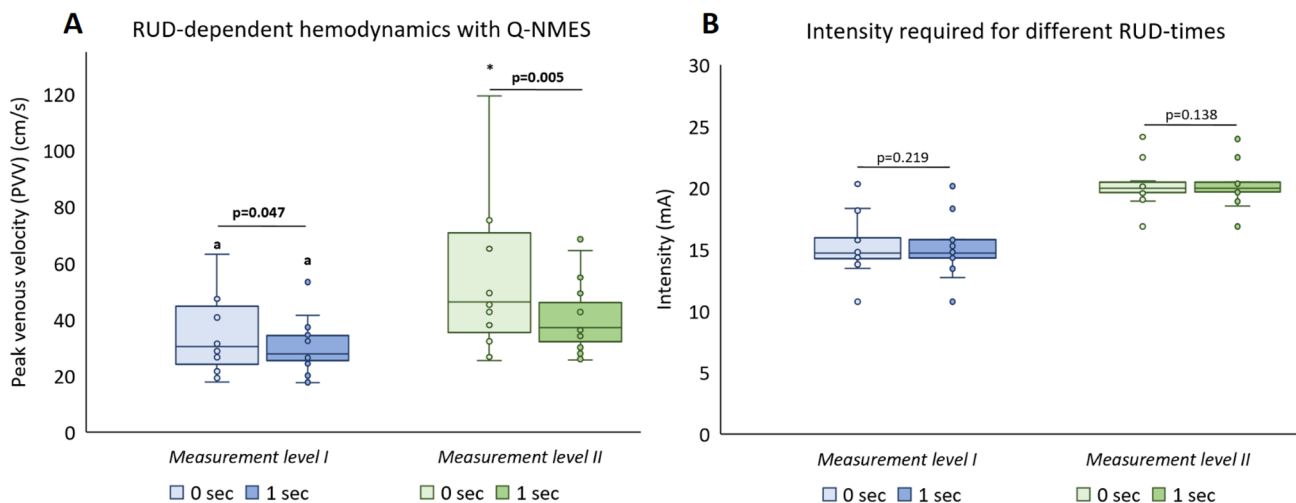 A
RUD-dependent hemodynamics with Q-NMES
Peak venous velocity (PVV) (cm/s)
120
100
80
60
40
20
0
p=0.047
a
a
*
p=0.005
Measurement level I
Measurement level II
0 sec 1 sec
0 sec 1 sec
B
Intensity required for different RUD-times
Intensity (mA)
30
25
20
15
10
5
0
p=0.219
p=0.138
Measurement level I
Measurement level II
0 sec 1 sec
0 sec 1 sec